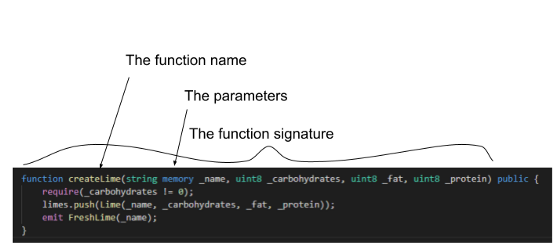 The function name
The parameters
The function signature
function createLime(string memory _name, uint8 _carbohydrates, uint8 _fat, uint8 _protein) public {
require(_carbohydrates != 0);
limes.push(Lime(_name, _carbohydrates, _fat, _protein));
emit FreshLime(_name);
}